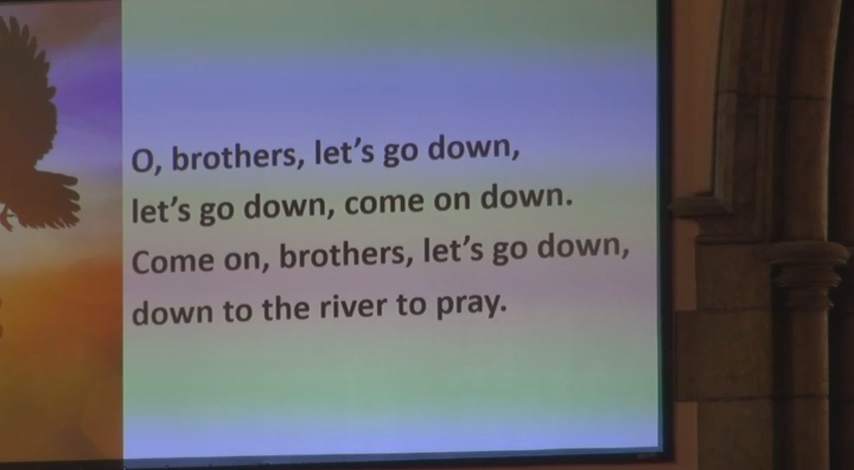 O, brothers, let’s go down,
let’s go down, come on down.
Come on, brothers, let’s go down,
down to the river to pray.